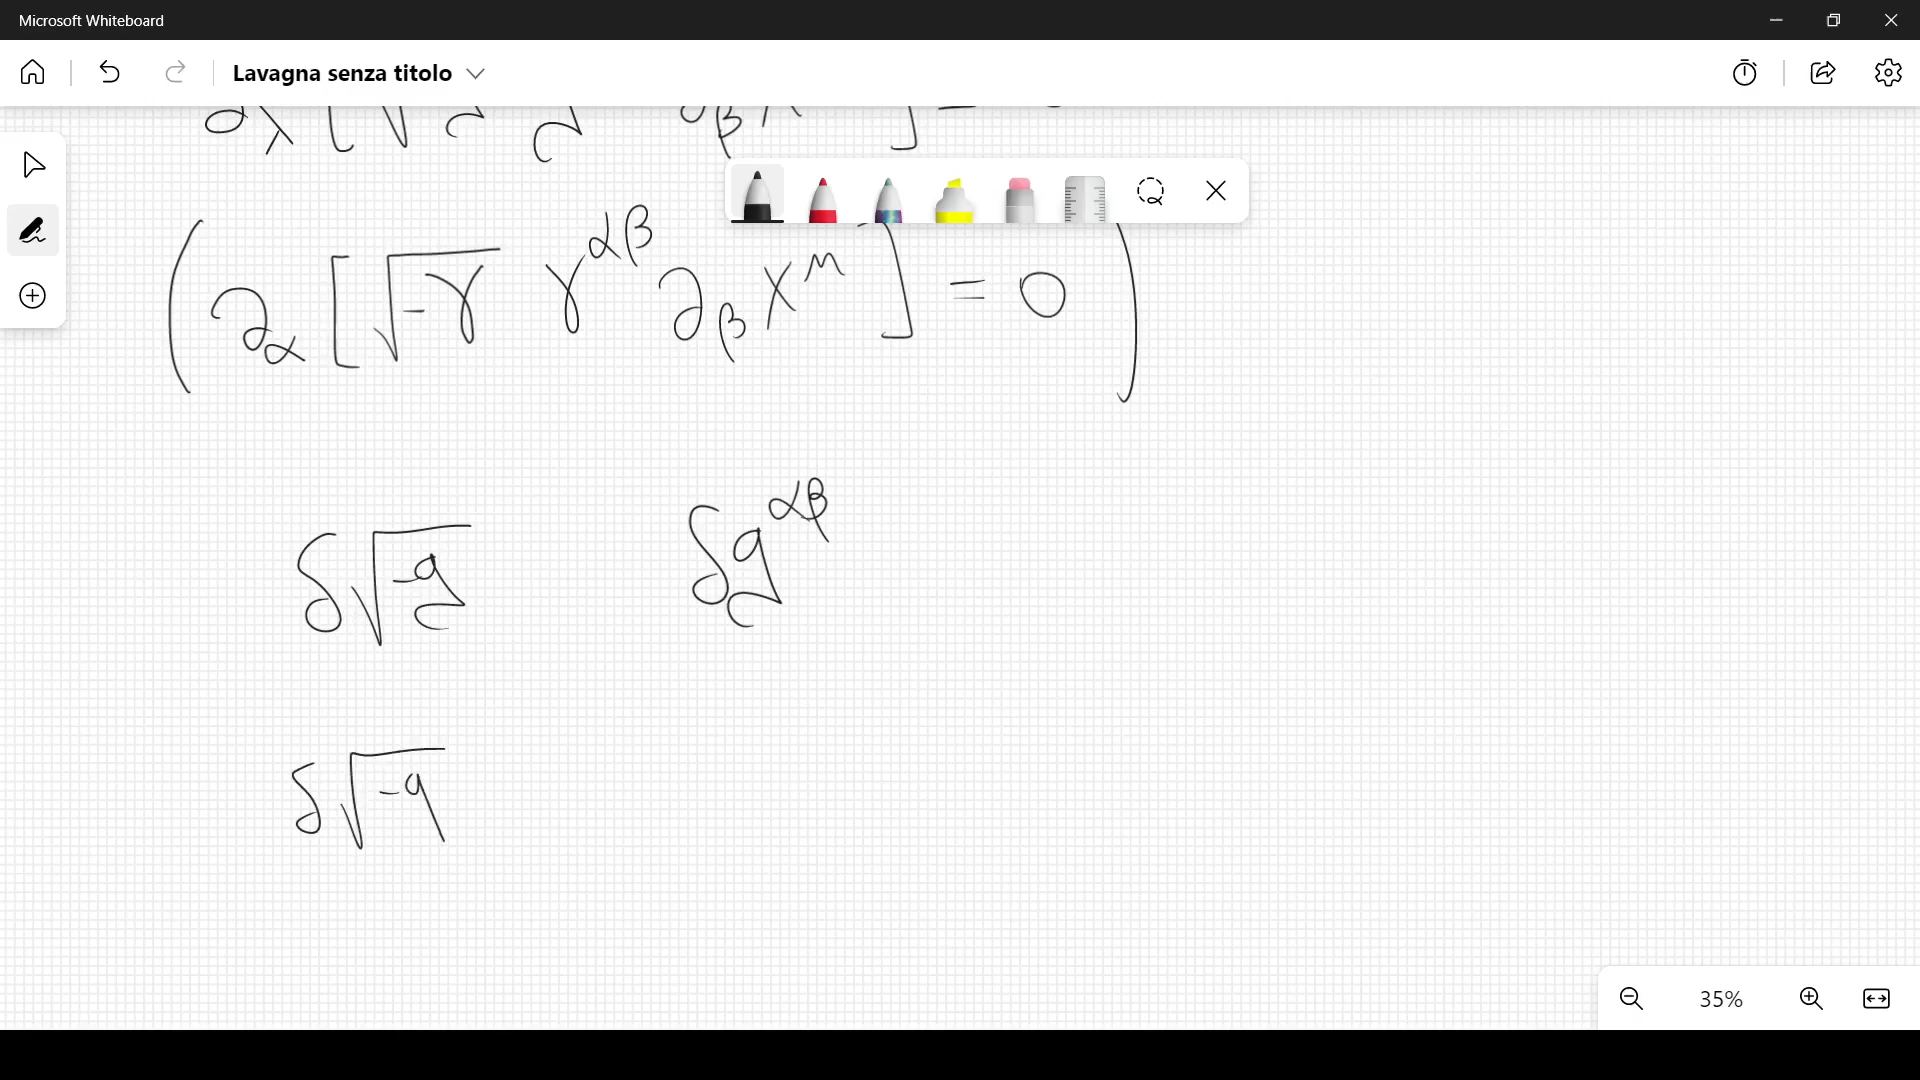 Microsoft Whiteboard
Lavagna senza titolo
(∂α[√-γ γ^αβ ∂β X^μ] = 0)
δ√-g δg^αβ
δ√-g
35%